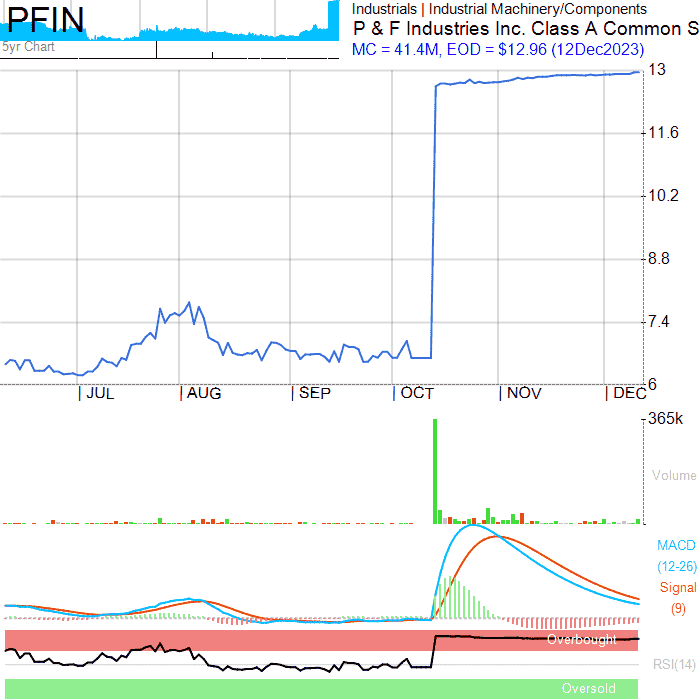 PFIN
5yr Chart
Industrials | Industrial Machinery/Components
P & F Industries Inc. Class A Common S
MC = 41.4M, EOD = $12.96 (12Dec2023)
13
11.6
10.2
8.8
7.4
6
| JUL | AUG | SEP | OCT | NOV | DEC
365k
Volume
MACD
(12-26)
Signal
(9)
Overbought
RSI(14)
Oversold